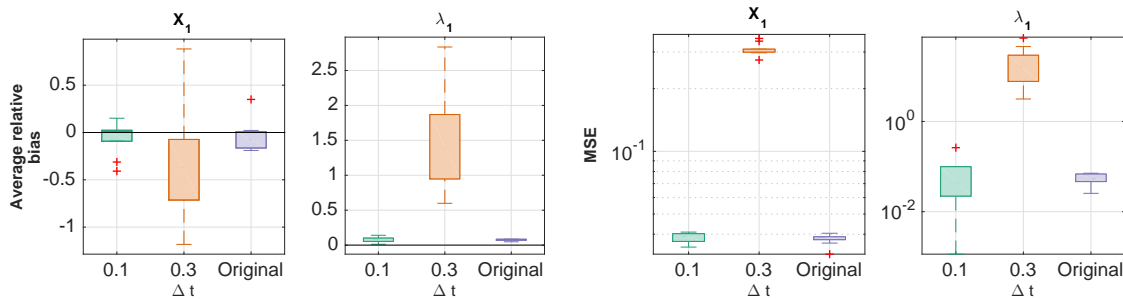 X1
λ1
X1
λ1
Average relative
bias
0.5
0
-0.5
-1
2.5
2
1.5
1
0.5
0
MSE
10-1
100
10-2
0.1 0.3 Original
0.1 0.3 Original
0.1 0.3 Original
0.1 0.3 Original
Δ t
Δ t
Δ t
Δ t